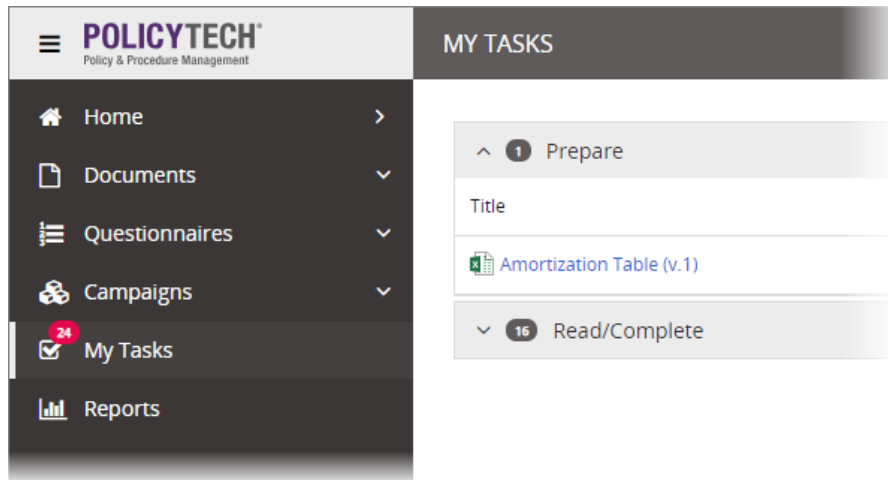 POLICYTECH®
Policy & Procedure Management
MY TASKS
Home
Documents
Questionnaires
Campaigns
24
My Tasks
Reports
1 Prepare
Title
Amortization Table (v.1)
16 Read/Complete